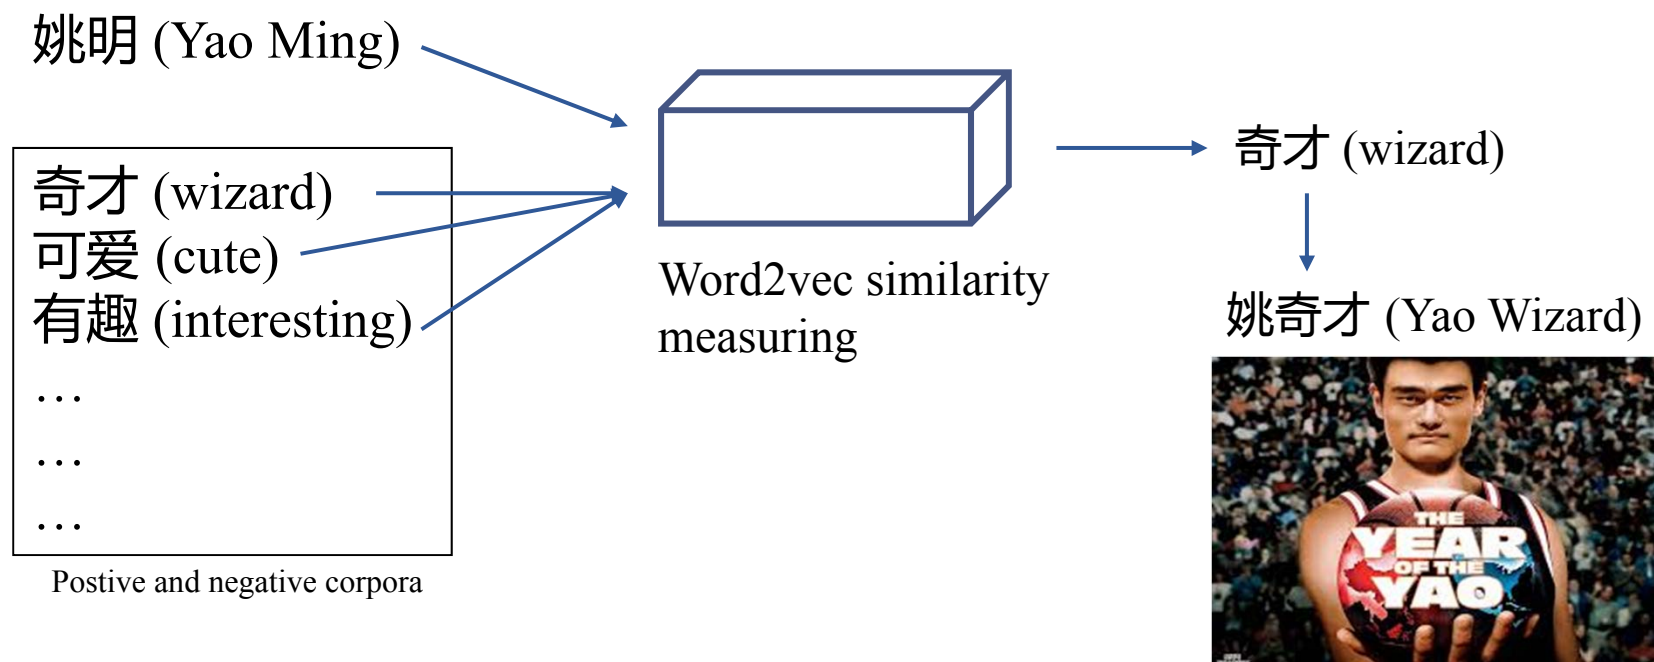 姚明 (Yao Ming)
奇才 (wizard)
可爱 (cute)
有趣 (interesting)
…
…
…
Postive and negative corpora
Word2vec similarity
measuring
奇才 (wizard)
姚奇才 (Yao Wizard)
THE
YEAR
OF THE
YAO